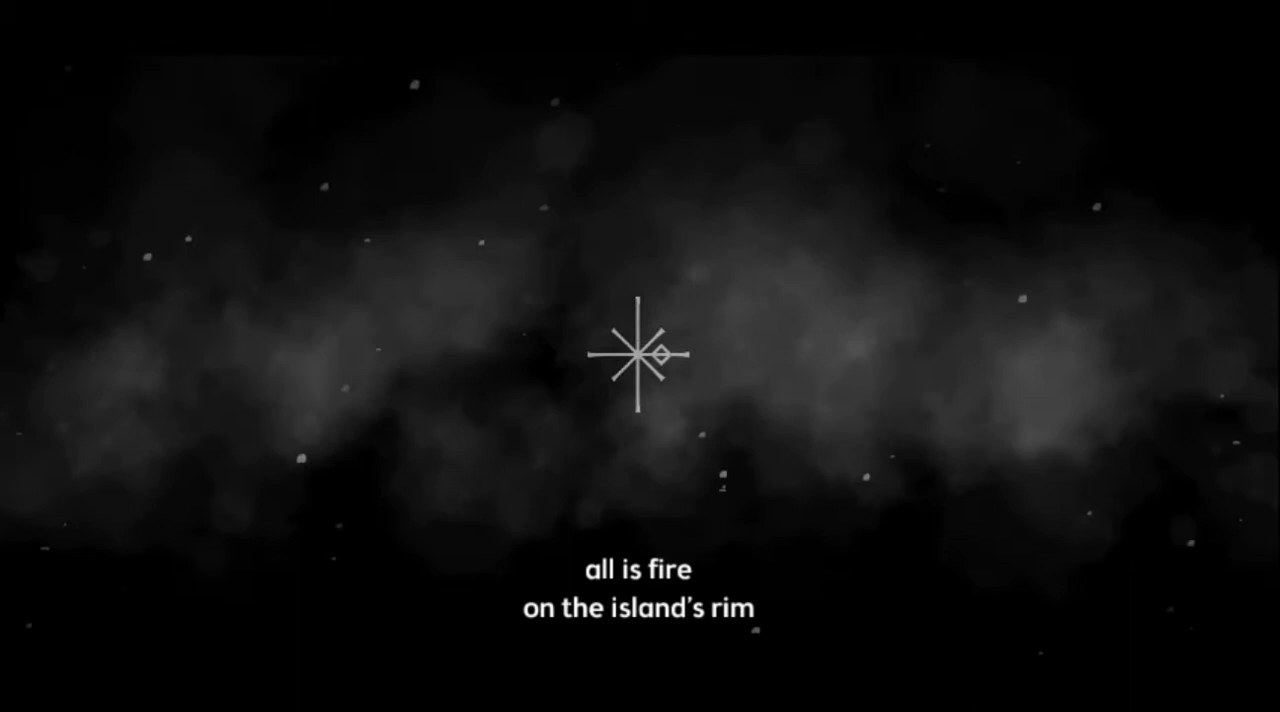 all is fire
on the island’s rim